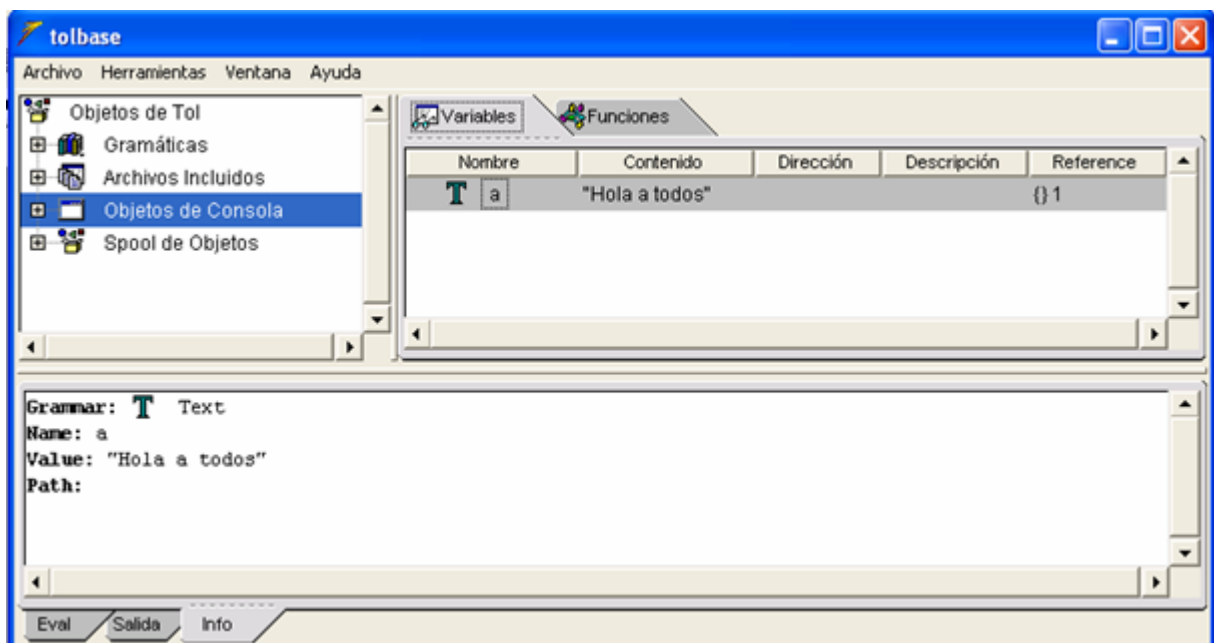 tolbase
Archivo Herramientas Ventana Ayuda
Objetos de Tol
Gramáticas
Archivos Incluidos
Objetos de Consola
Spool de Objetos
Variables Funciones
Nombre Contenido Dirección Descripción Reference
T a "Hola a todos" {} 1
Grammar: T Text
Name: a
Value: "Hola a todos"
Path:
Eval Salida Info